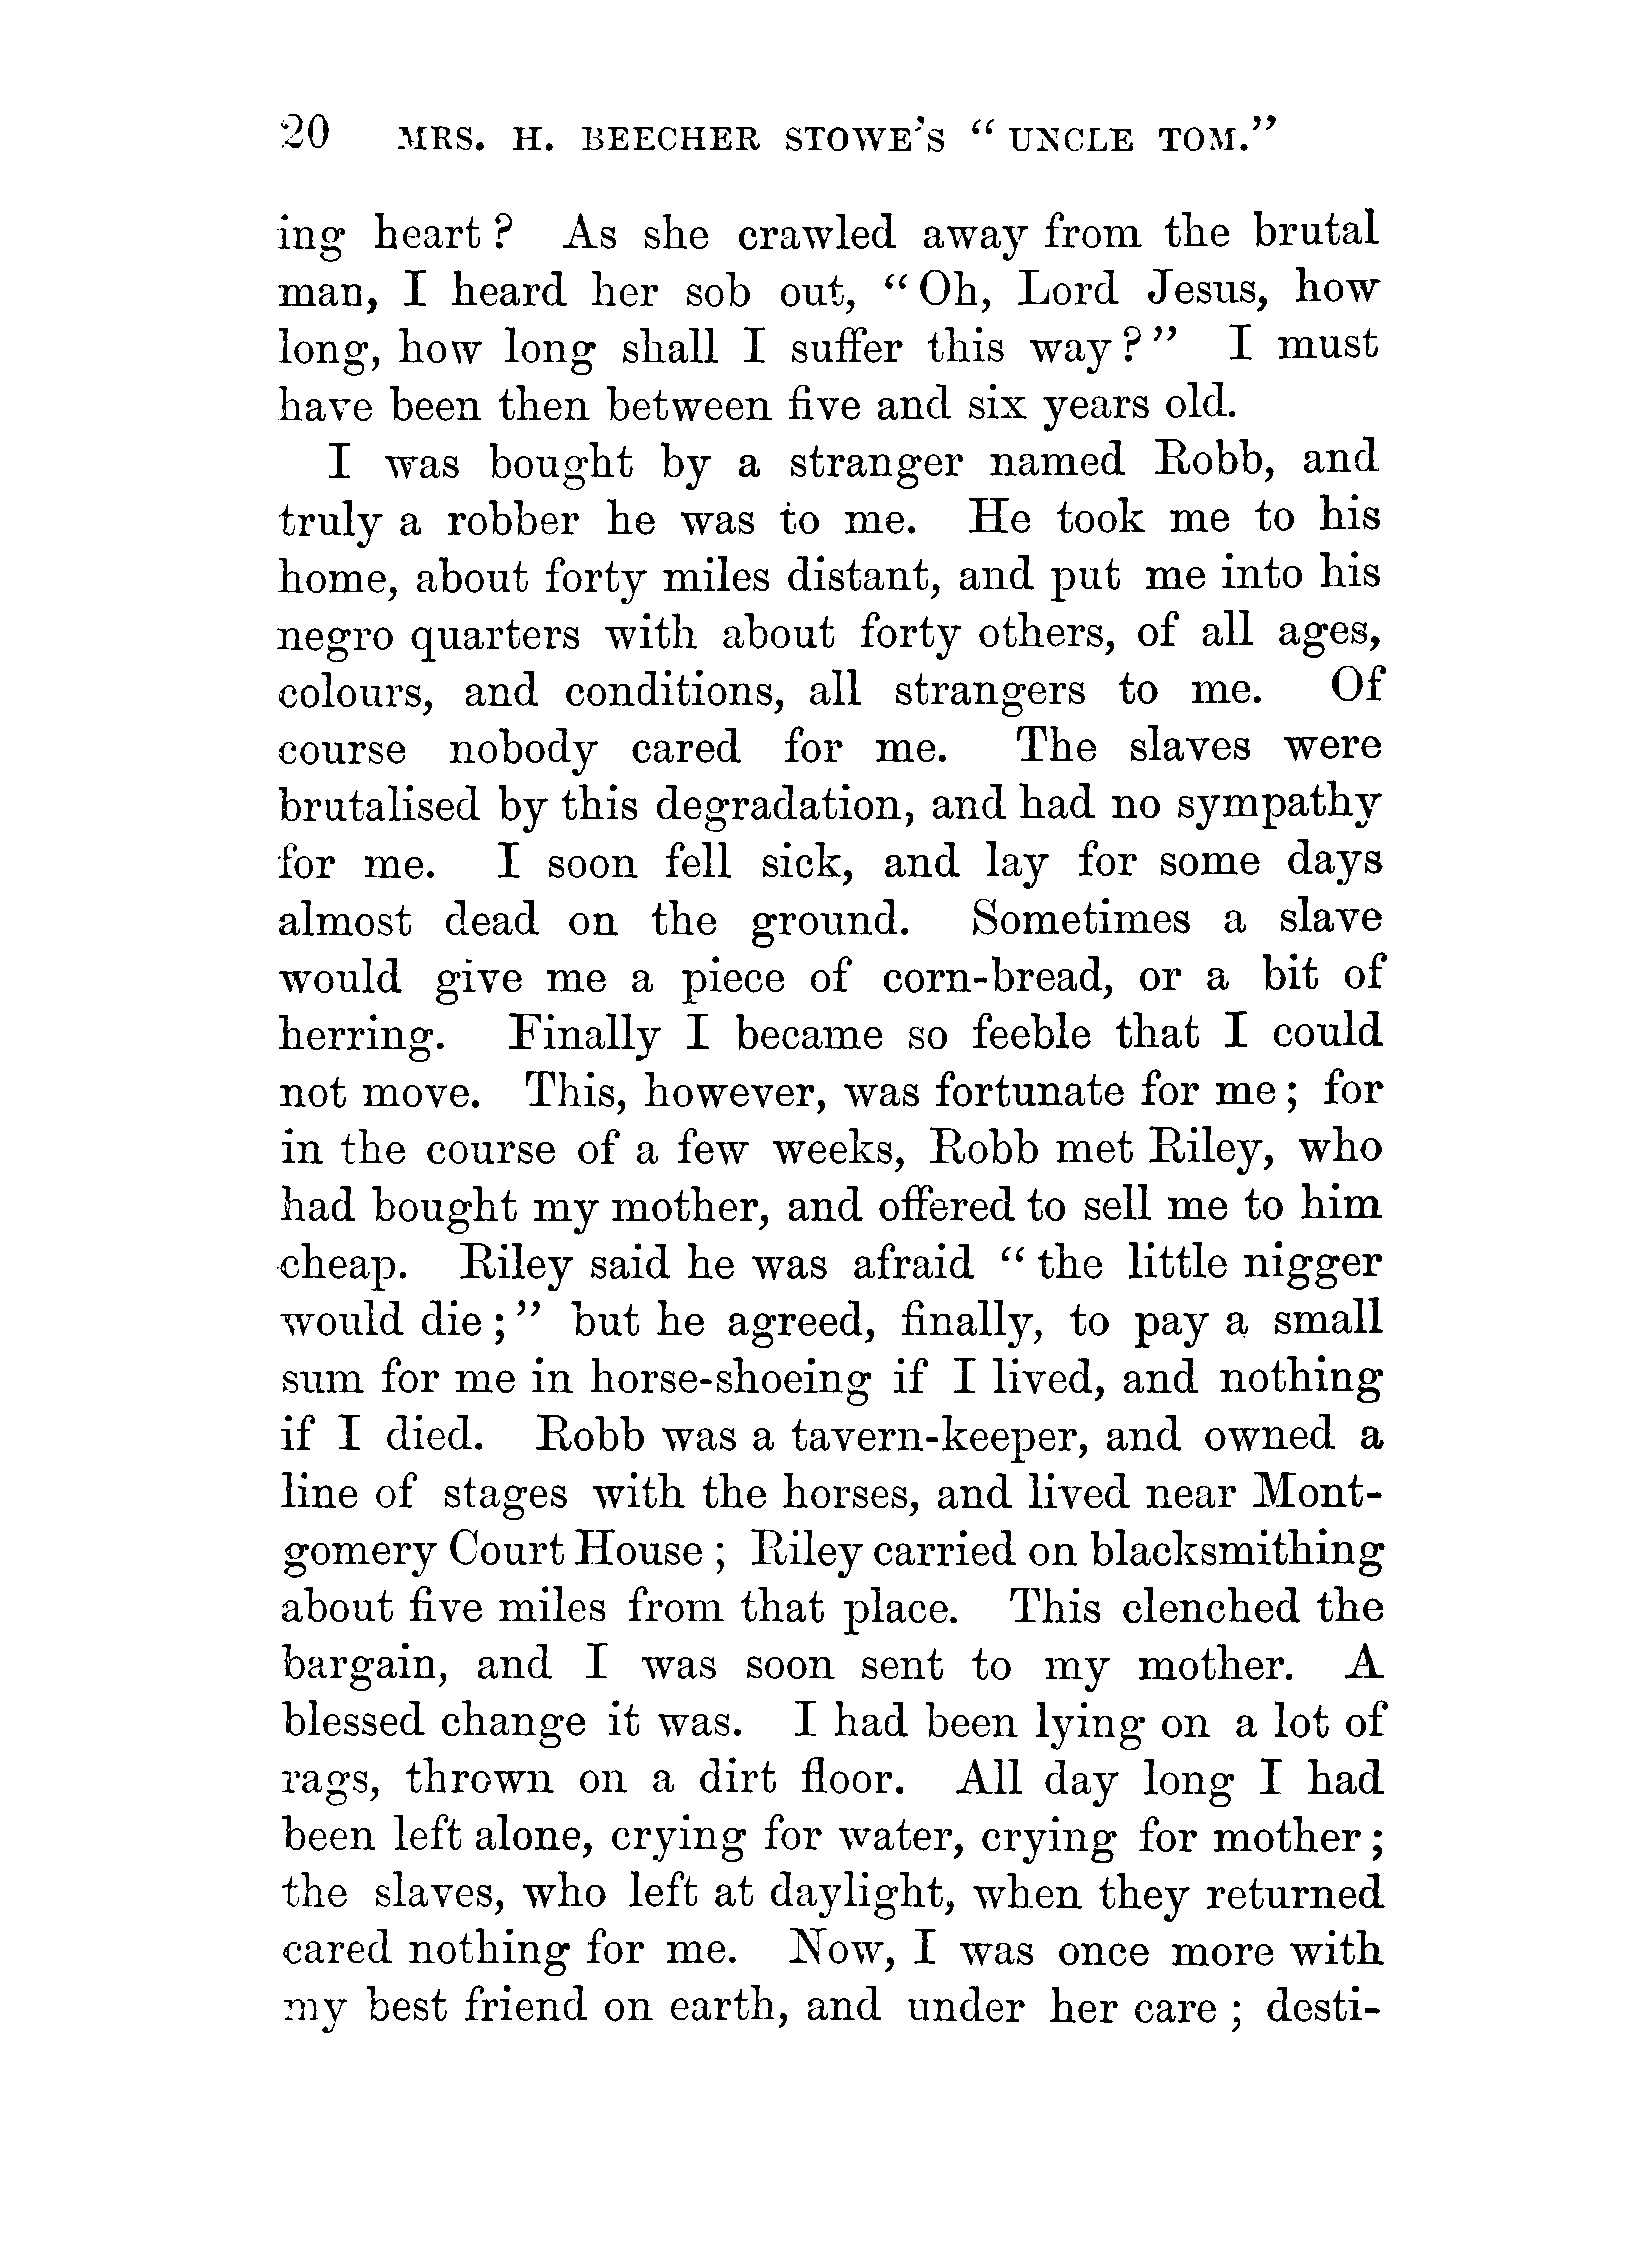 20 MRS. H. BEECHER STOWE'S "UNCLE TOM."
ing heart? As she crawled away from the brutal
man, I heard her sob out, "Oh, Lord Jesus, how
long, how long shall I suffer this way?" I must
have been then between five and six years old.
I was bought by a stranger named Robb, and
truly a robber he was to me. He took me to his
home, about forty miles distant, and put me into his
negro quarters with about forty others, of all ages,
colours, and conditions, all strangers to me. Of
course nobody cared for me. The slaves were
brutalised by this degradation, and had no sympathy
for me. I soon fell sick, and lay for some days
almost dead on the ground. Sometimes a slave
would give me a piece of corn-bread, or a bit of
herring. Finally I became so feeble that I could
not move. This, however, was fortunate for me; for
in the course of a few weeks, Robb met Riley, who
had bought my mother, and offered to sell me to him
cheap. Riley said he was afraid "the little nigger
would die;" but he agreed, finally, to pay a small
sum for me in horse-shoeing if I lived, and nothing
if I died. Robb was a tavern-keeper, and owned a
line of stages with the horses, and lived near Mont-
gomery Court House; Riley carried on blacksmithing
about five miles from that place. This clenched the
bargain, and I was soon sent to my mother. A
blessed change it was. I had been lying on a lot of
rags, thrown on a dirt floor. All day long I had
been left alone, crying for water, crying for mother;
the slaves, who left at daylight, when they returned
cared nothing for me. Now, I was once more with
my best friend on earth, and under her care; desti-